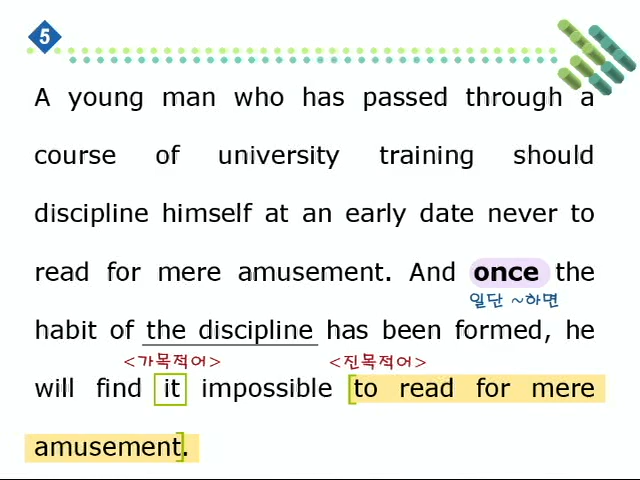 5
A young man who has passed through a
course of university training should
discipline himself at an early date never to
read for mere amusement. And once the
일단 ~하면
habit of the discipline has been formed, he
<가목적어> <진목적어>
will find it impossible [to read for mere
amusement].